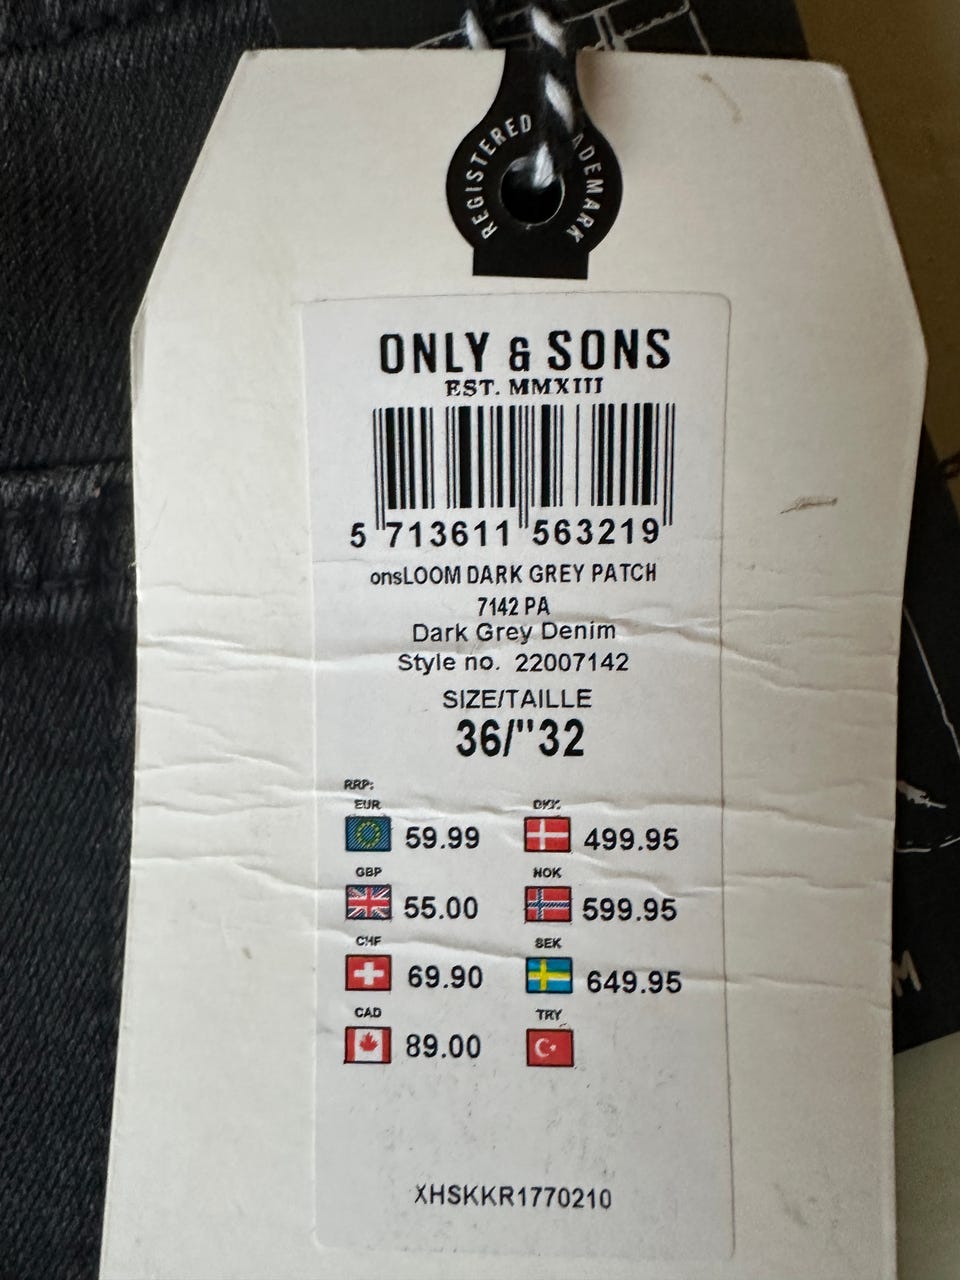 REGISTERED ADEMARK
ONLY & SONS
EST. MMXIII
5 713611 563219
onsLOOM DARK GREY PATCH
7142 PA
Dark Grey Denim
Style no. 22007142
SIZE/TAILLE
36/"32
RRP:
EUR 59.99 DKK 499.95
GBP 55.00 NOK 599.95
CHF 69.90 SEK 649.95
CAD 89.00 TRY
XHSKKR1770210